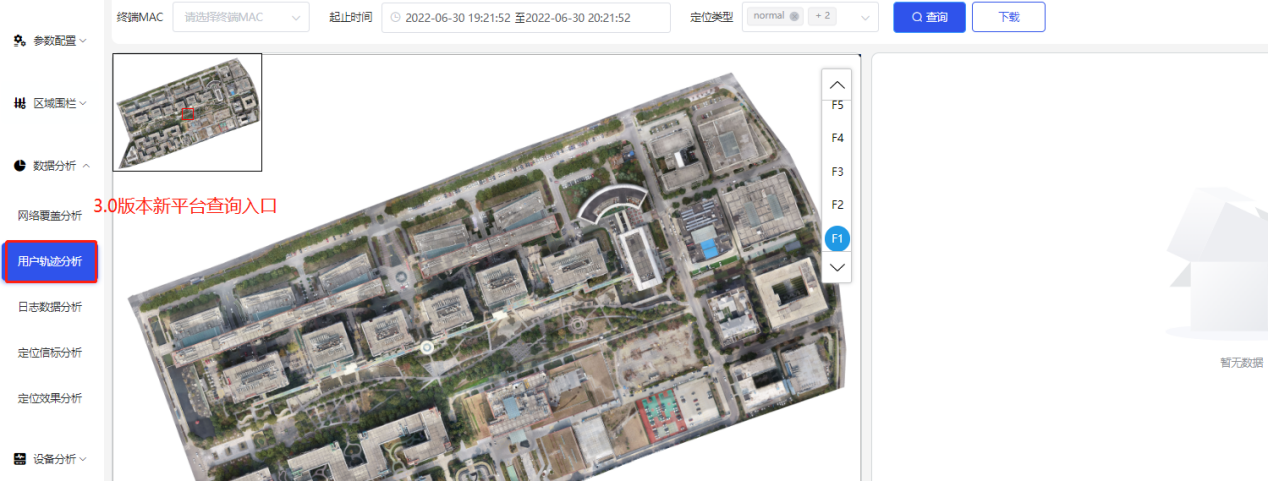 终端MAC 请选择终端MAC 起止时间 2022-06-30 19:21:52 至2022-06-30 20:21:52 定位类型 normal + 2 查询 下载
参数配置
区域围栏
数据分析
网络覆盖分析
3.0版本新平台查询入口
用户轨迹分析
日志数据分析
定位信标分析
定位效果分析
设备分析
F5
F4
F3
F2
F1
暂无数据